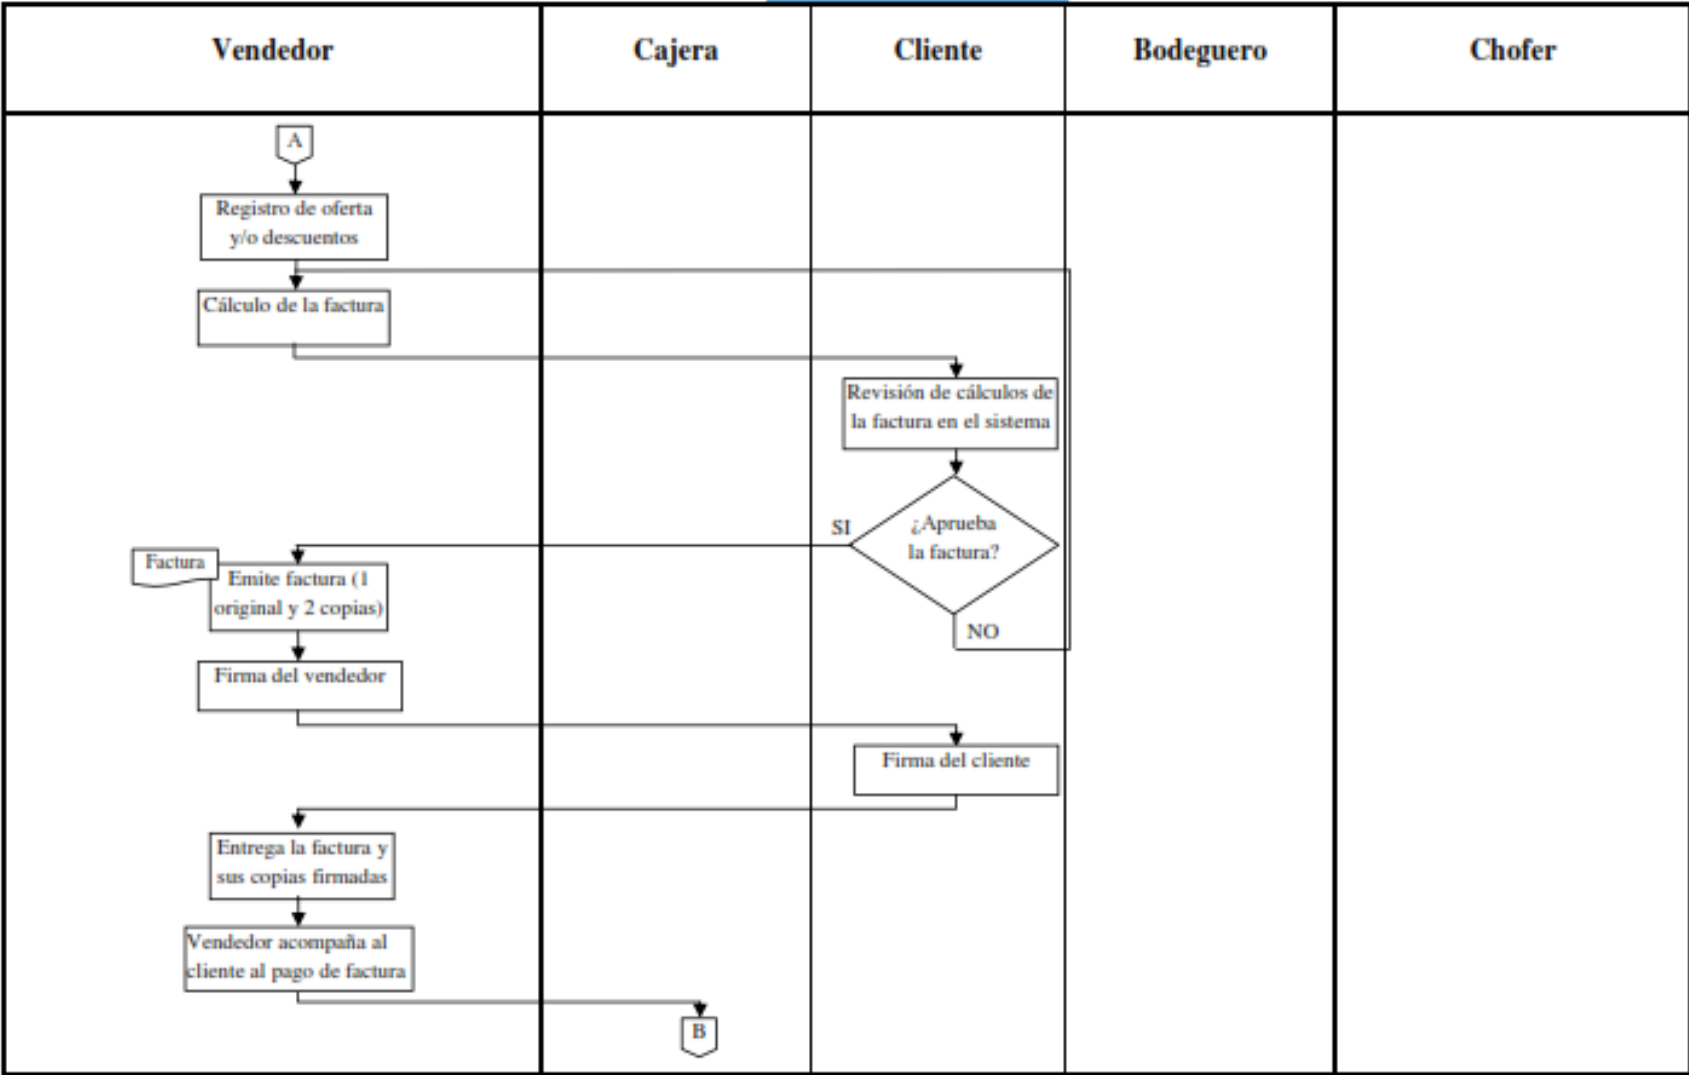 Vendedor
Cajera
Cliente
Bodeguero
Chofer
A
Registro de oferta
y/o descuentos
Cálculo de la factura
Revisión de cálculos de
la factura en el sistema
¿Aprueba
la factura?
SI
NO
Factura
Emite factura (1
original y 2 copias)
Firma del vendedor
Firma del cliente
Entrega la factura y
sus copias firmadas
Vendedor acompaña al
cliente al pago de factura
B